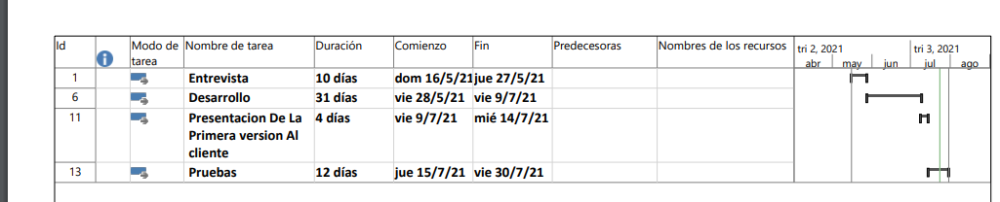 Id Modo de tarea Nombre de tarea Duración Comienzo Fin Predecesoras Nombres de los recursos
tri 2, 2021 tri 3, 2021
abr may jun jul ago
1 Entrevista 10 días dom 16/5/21 jue 27/5/21
6 Desarrollo 31 días vie 28/5/21 vie 9/7/21
11 Presentacion De La 4 días vie 9/7/21 mié 14/7/21
Primera version Al
cliente
13 Pruebas 12 días jue 15/7/21 vie 30/7/21